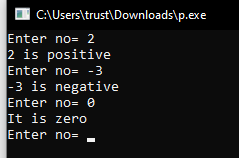 C:\Users\trust\Downloads\p.exe
Enter no= 2
2 is positive
Enter no= -3
-3 is negative
Enter no= 0
It is zero
Enter no=